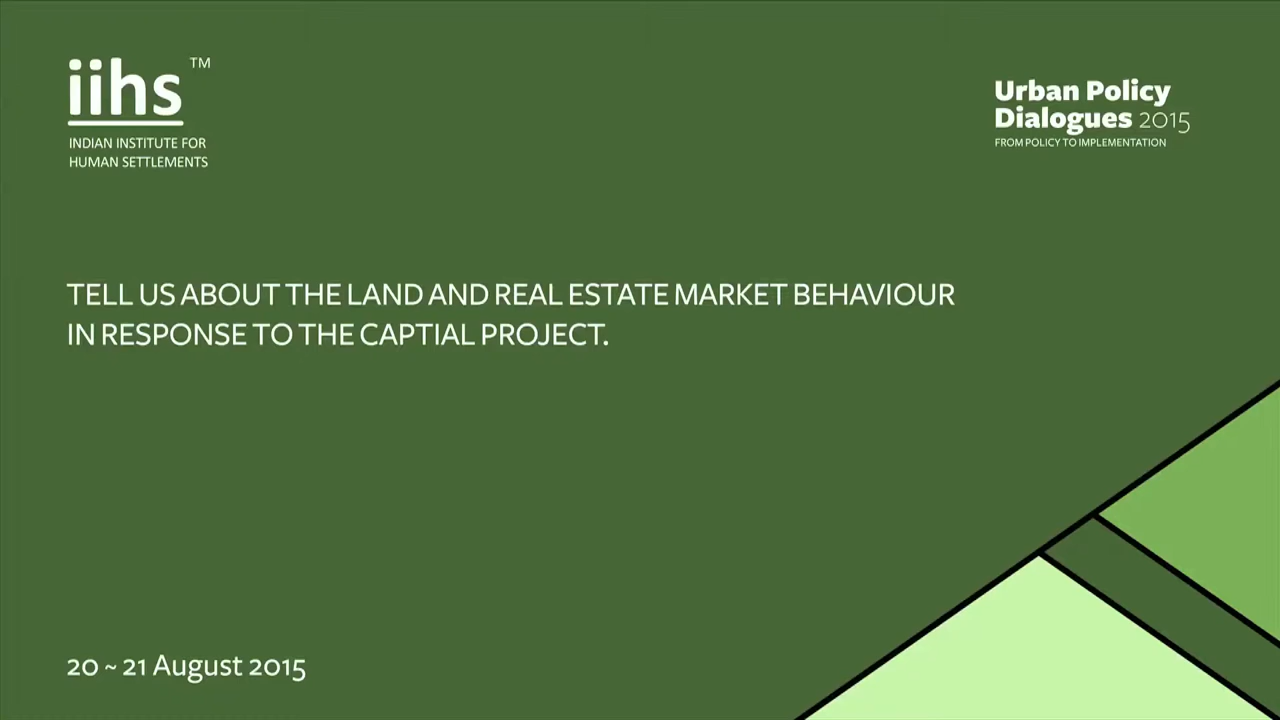 iihs TM
INDIAN INSTITUTE FOR
HUMAN SETTLEMENTS
Urban Policy
Dialogues 2015
FROM POLICY TO IMPLEMENTATION
TELL US ABOUT THE LAND AND REAL ESTATE MARKET BEHAVIOUR
IN RESPONSE TO THE CAPTIAL PROJECT.
20 ~ 21 August 2015